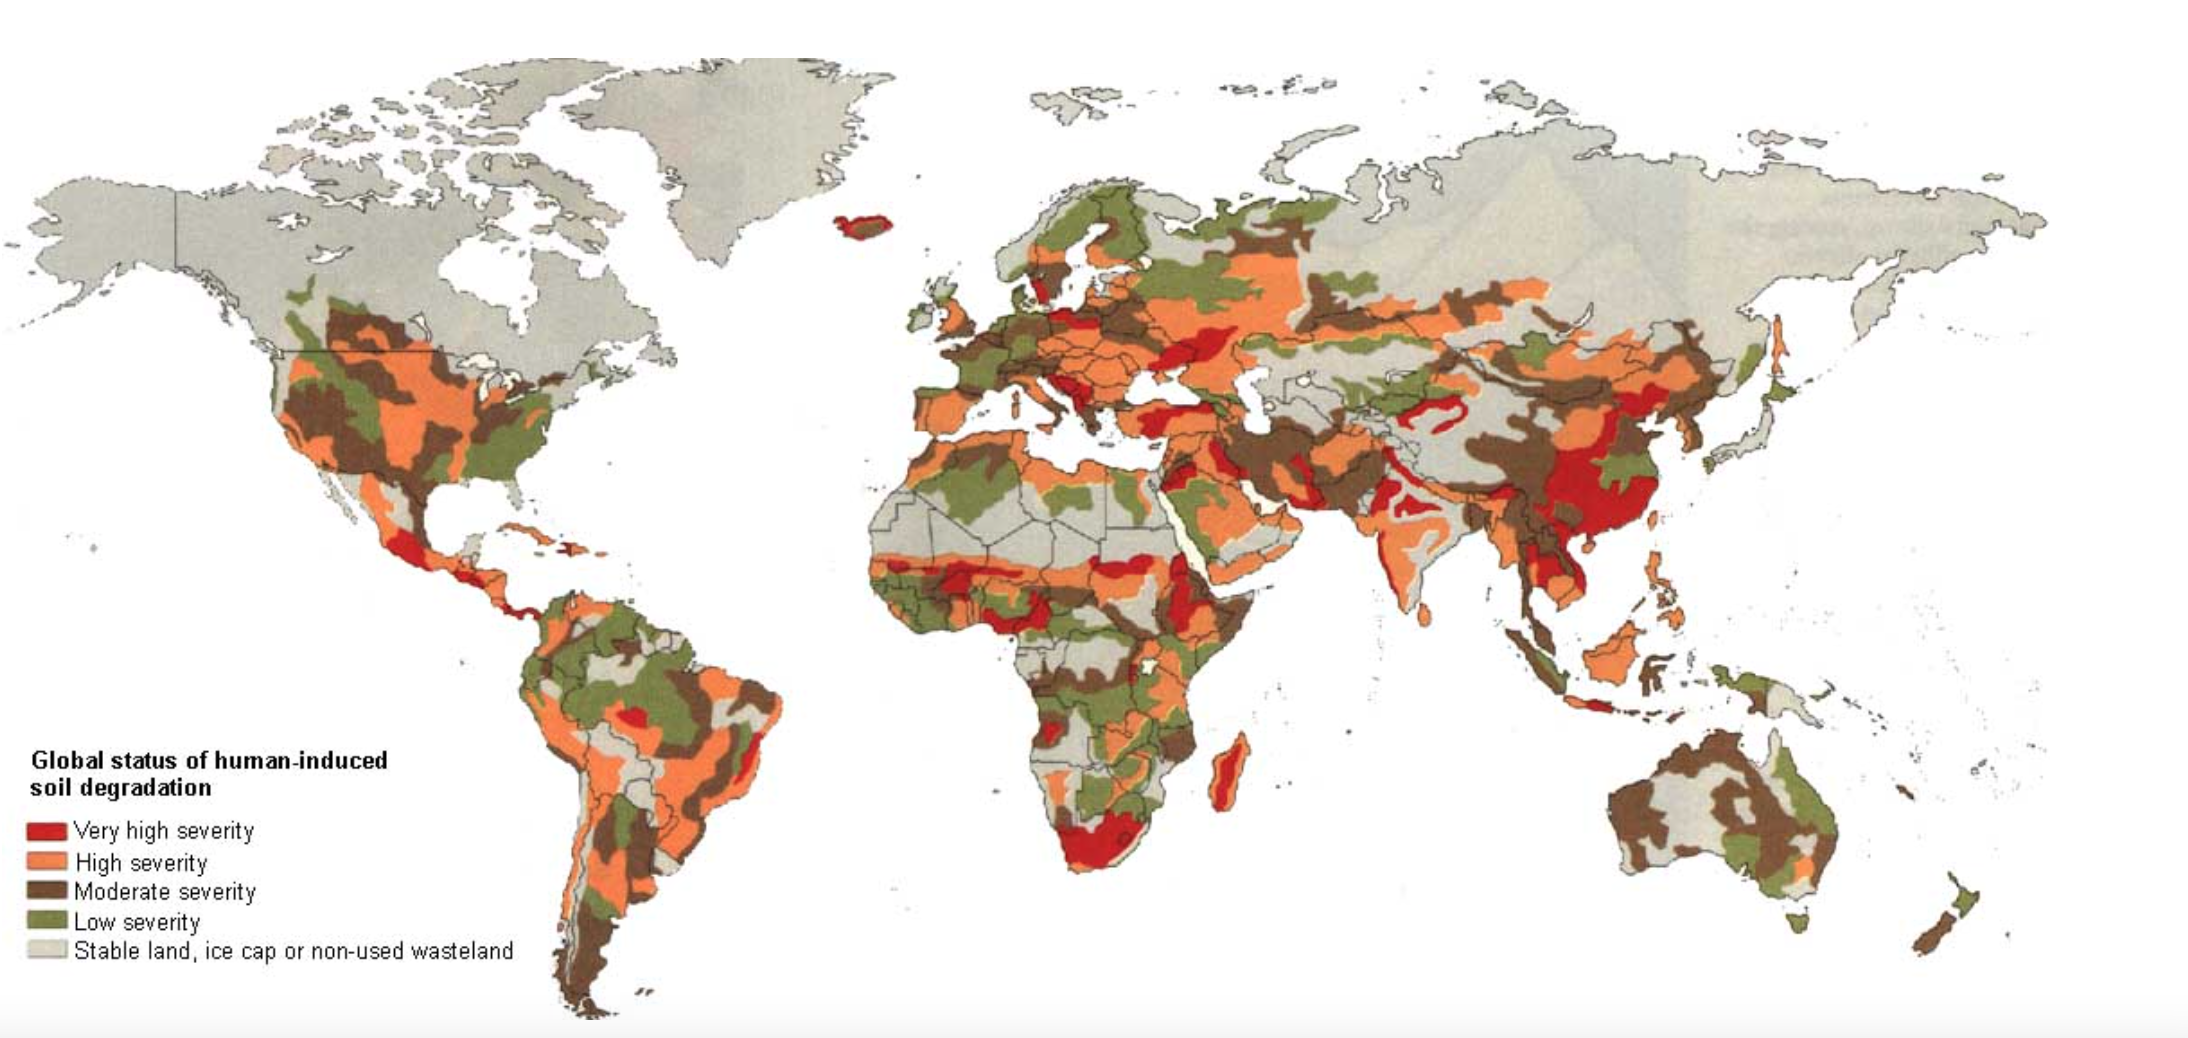 Global status of human-induced
soil degradation
Very high severity
High severity
Moderate severity
Low severity
Stable land, ice cap or non-used wasteland